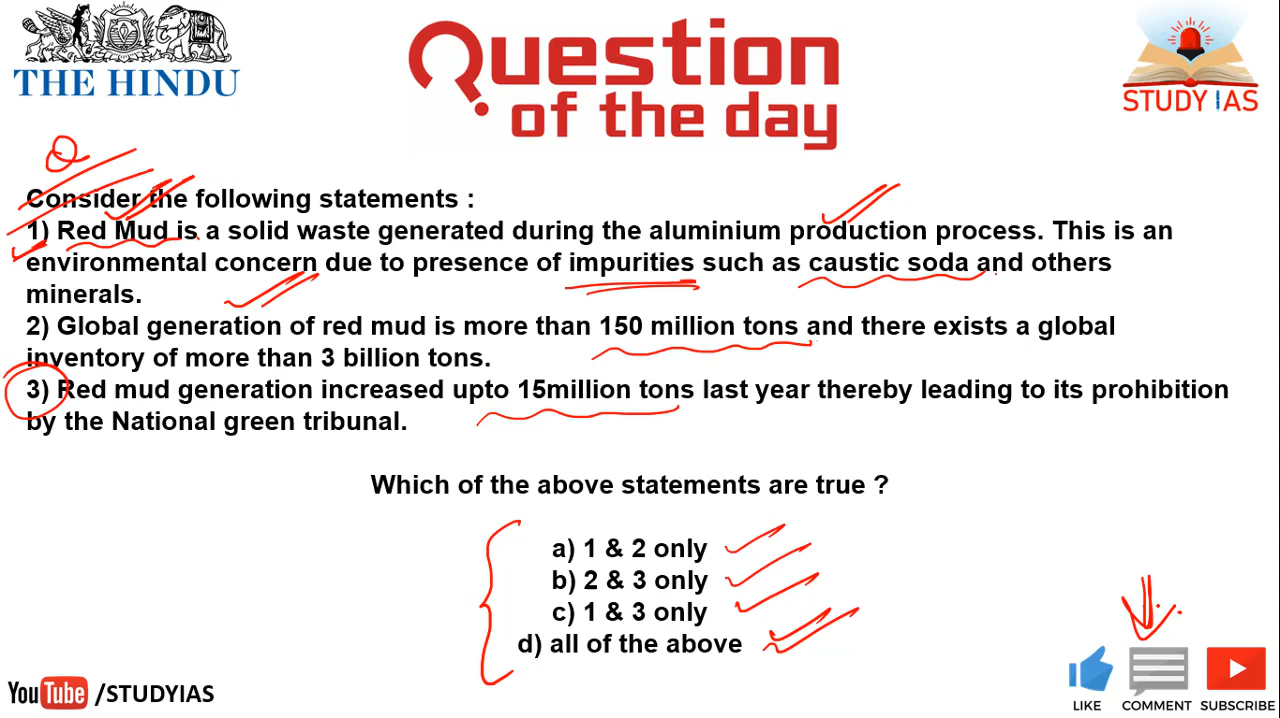 THE HINDU
Question
of the day
STUDY IAS
Q
Consider the following statements :
1) Red Mud is a solid waste generated during the aluminium production process. This is an
environmental concern due to presence of impurities such as caustic soda and others
minerals.
2) Global generation of red mud is more than 150 million tons and there exists a global
inventory of more than 3 billion tons.
3) Red mud generation increased upto 15million tons last year thereby leading to its prohibition
by the National green tribunal.
Which of the above statements are true ?
a) 1 & 2 only
b) 2 & 3 only
c) 1 & 3 only
d) all of the above
YouTube /STUDYIAS
LIKE COMMENT SUBSCRIBE